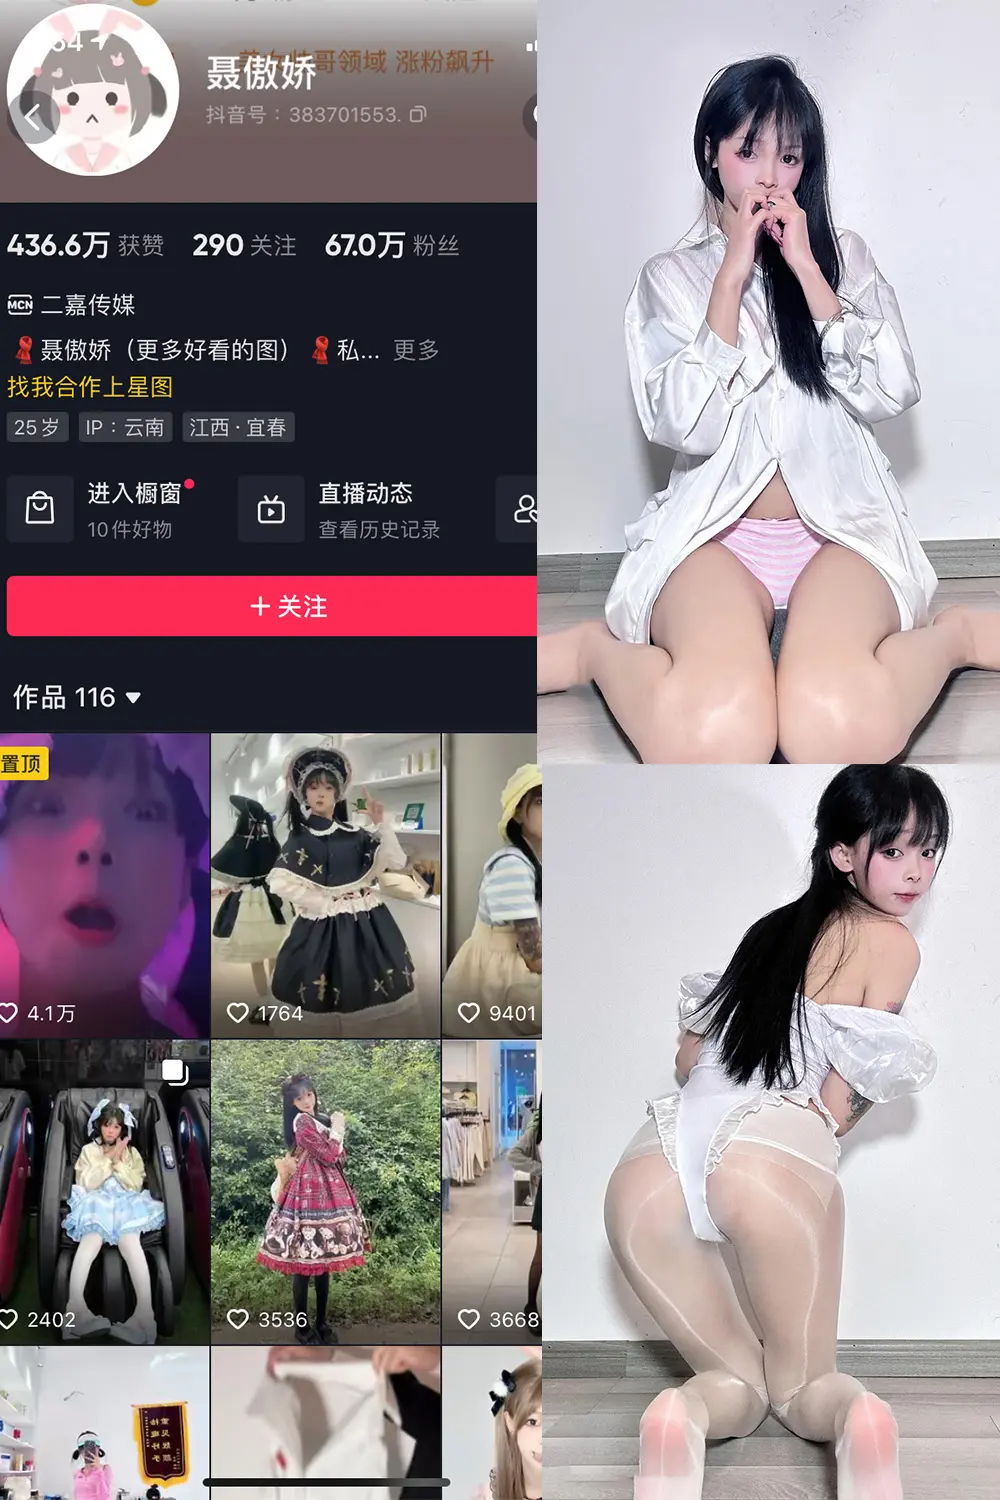 聂傲娇
哥领域 涨粉飙升
抖音号：383701553.
436.6万 获赞 290 关注 67.0万 粉丝
MCN 二嘉传媒
聂傲娇（更多好看的图） 私... 更多
找我合作上星图
25岁 IP：云南 江西·宜春
进入橱窗 直播动态
10件好物 查看历史记录
+ 关注
作品 116
置顶
4.1万 1764 9401
2402 3536 3668